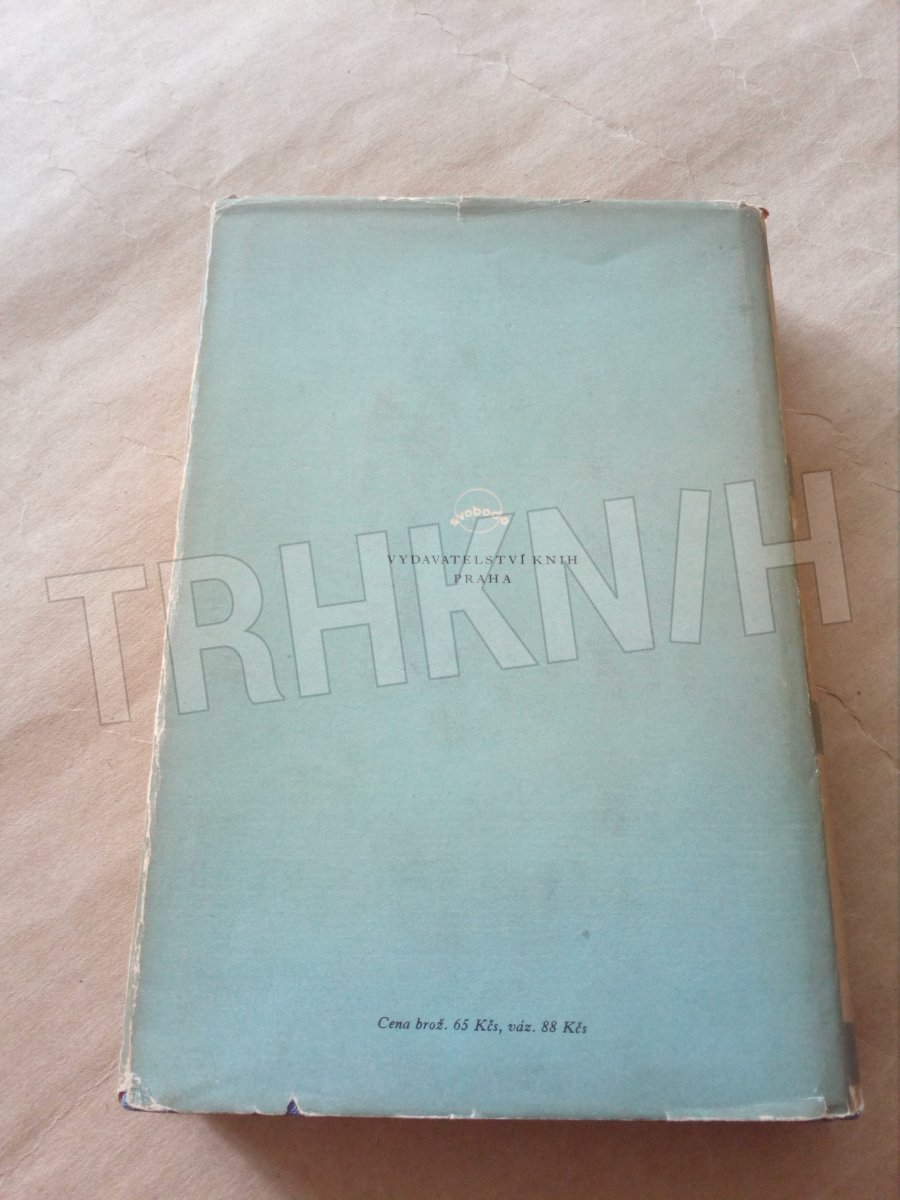 svoboda
VYDAVATELSTVÍ KNIH
PRAHA
TRHKNIH
Cena brož. 65 Kčs, váz. 88 Kčs